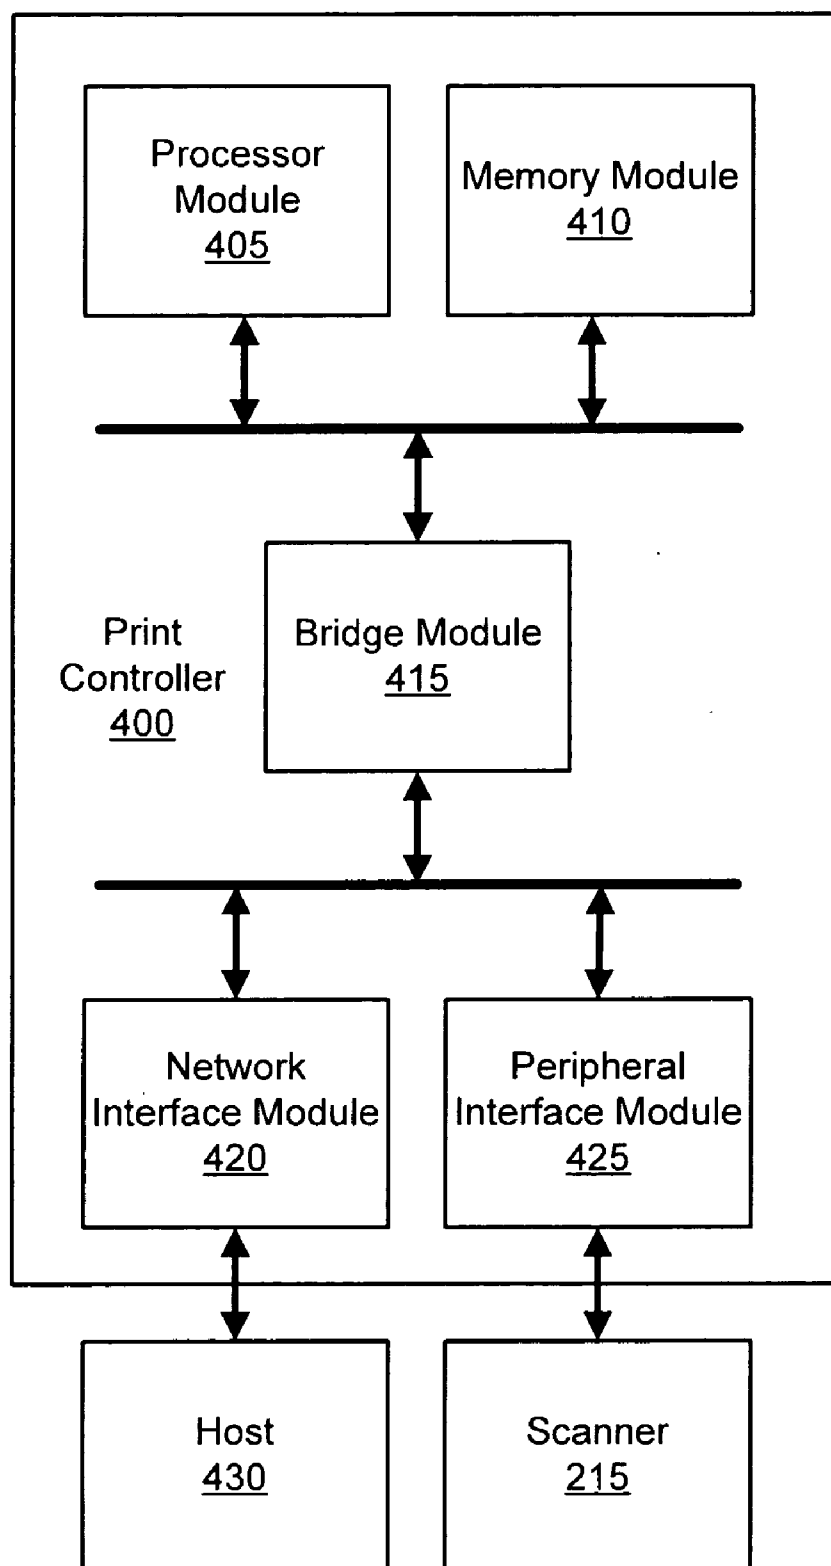 Processor
Module
405
Memory Module
410
Print
Controller
400
Bridge Module
415
Network
Interface Module
420
Peripheral
Interface Module
425
Host
430
Scanner
215